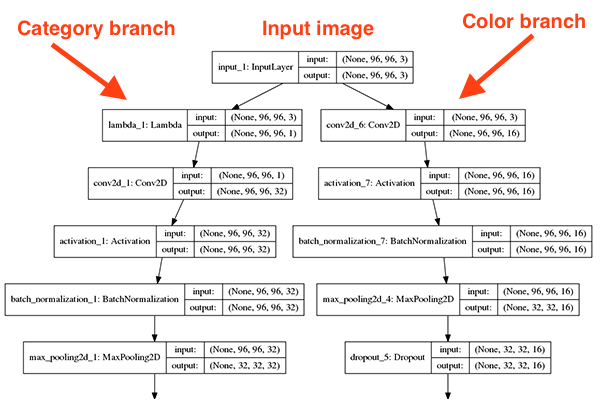 Category branch
Input image
Color branch
input_1: InputLayer
input: (None, 96, 96, 3)
output: (None, 96, 96, 3)
lambda_1: Lambda
input: (None, 96, 96, 3)
output: (None, 96, 96, 1)
conv2d_6: Conv2D
input: (None, 96, 96, 3)
output: (None, 96, 96, 16)
conv2d_1: Conv2D
input: (None, 96, 96, 1)
output: (None, 96, 96, 32)
activation_7: Activation
input: (None, 96, 96, 16)
output: (None, 96, 96, 16)
activation_1: Activation
input: (None, 96, 96, 32)
output: (None, 96, 96, 32)
batch_normalization_7: BatchNormalization
input: (None, 96, 96, 16)
output: (None, 96, 96, 16)
batch_normalization_1: BatchNormalization
input: (None, 96, 96, 32)
output: (None, 96, 96, 32)
max_pooling2d_4: MaxPooling2D
input: (None, 96, 96, 16)
output: (None, 32, 32, 16)
max_pooling2d_1: MaxPooling2D
input: (None, 96, 96, 32)
output: (None, 32, 32, 32)
dropout_5: Dropout
input: (None, 32, 32, 16)
output: (None, 32, 32, 16)